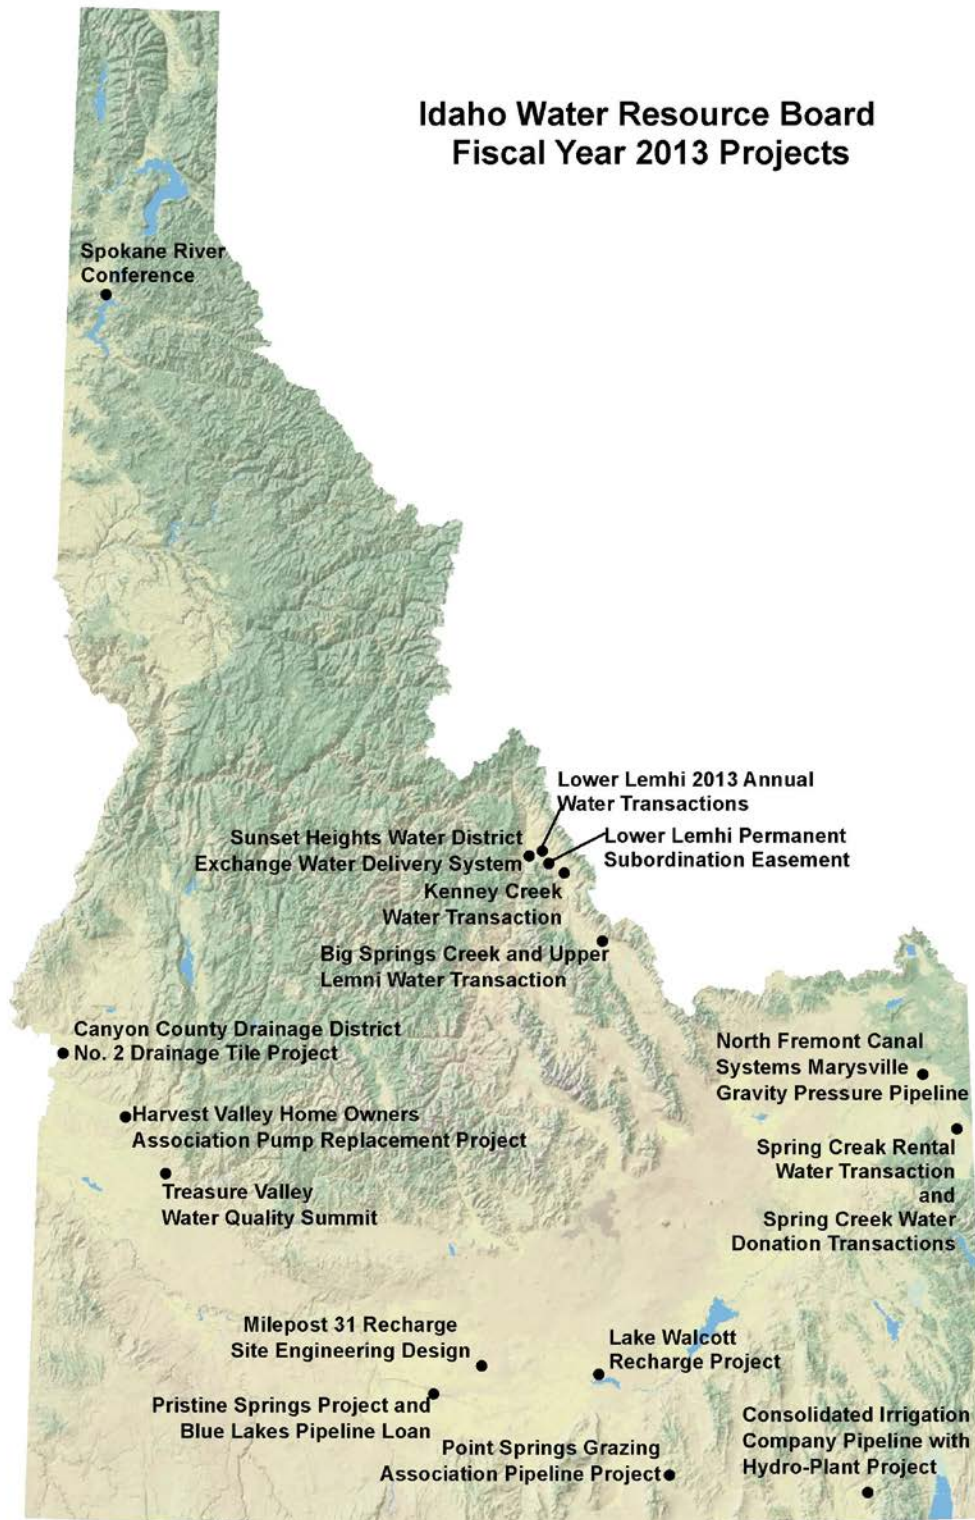 Idaho Water Resource Board
Fiscal Year 2013 Projects
Spokane River
Conference
Lower Lemhi 2013 Annual
Water Transactions
Sunset Heights Water District
Exchange Water Delivery System
Lower Lemhi Permanent
Subordination Easement
Kenney Creek
Water Transaction
Big Springs Creek and Upper
Lemni Water Transaction
Canyon County Drainage District
No. 2 Drainage Tile Project
North Fremont Canal
Systems Marysville
Gravity Pressure Pipeline
Harvest Valley Home Owners
Association Pump Replacement Project
Spring Creak Rental
Water Transaction
and
Spring Creek Water
Donation Transactions
Treasure Valley
Water Quality Summit
Milepost 31 Recharge
Site Engineering Design
Lake Walcott
Recharge Project
Pristine Springs Project and
Blue Lakes Pipeline Loan
Consolidated Irrigation
Company Pipeline with
Hydro-Plant Project
Point Springs Grazing
Association Pipeline Project